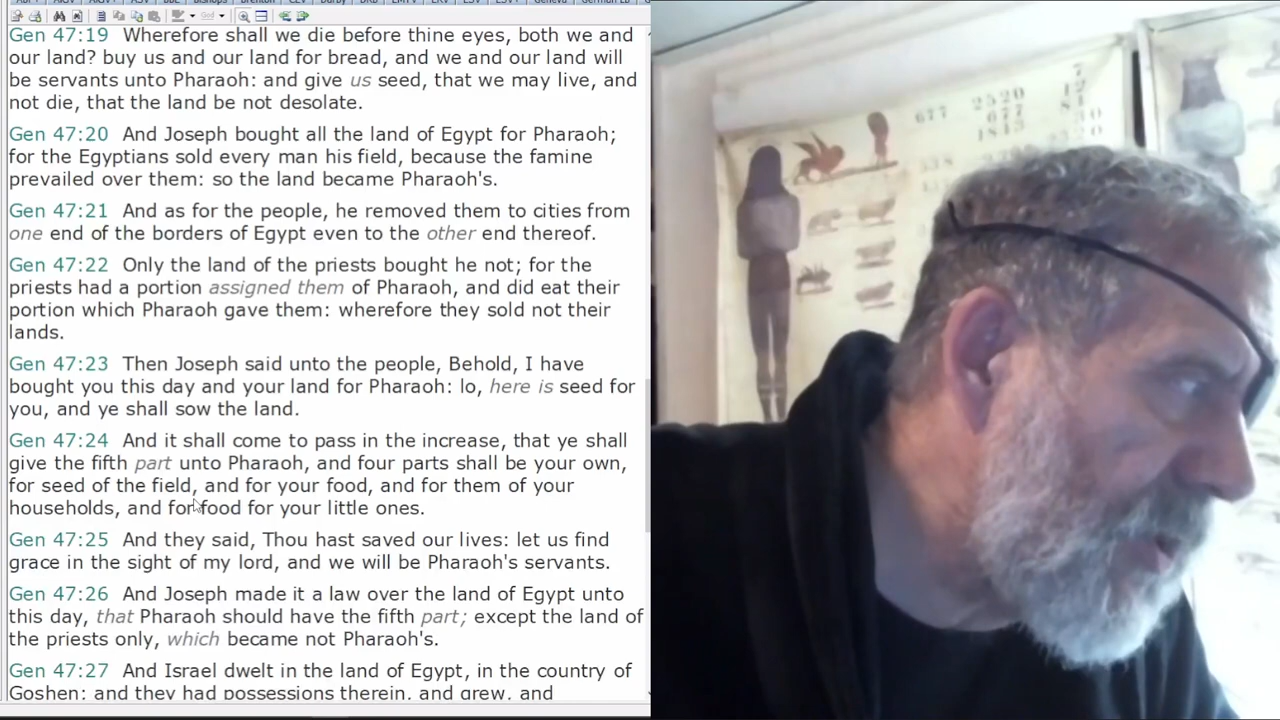 Gen 47:19 Wherefore shall we die before thine eyes, both we and
our land? buy us and our land for bread, and we and our land will
be servants unto Pharaoh: and give us seed, that we may live, and
not die, that the land be not desolate.
Gen 47:20 And Joseph bought all the land of Egypt for Pharaoh;
for the Egyptians sold every man his field, because the famine
prevailed over them: so the land became Pharaoh's.
Gen 47:21 And as for the people, he removed them to cities from
one end of the borders of Egypt even to the other end thereof.
Gen 47:22 Only the land of the priests bought he not; for the
priests had a portion assigned them of Pharaoh, and did eat their
portion which Pharaoh gave them: wherefore they sold not their
lands.
Gen 47:23 Then Joseph said unto the people, Behold, I have
bought you this day and your land for Pharaoh: lo, here is seed for
you, and ye shall sow the land.
Gen 47:24 And it shall come to pass in the increase, that ye shall
give the fifth part unto Pharaoh, and four parts shall be your own,
for seed of the field, and for your food, and for them of your
households, and for food for your little ones.
Gen 47:25 And they said, Thou hast saved our lives: let us find
grace in the sight of my lord, and we will be Pharaoh's servants.
Gen 47:26 And Joseph made it a law over the land of Egypt unto
this day, that Pharaoh should have the fifth part; except the land of
the priests only, which became not Pharaoh's.
Gen 47:27 And Israel dwelt in the land of Egypt, in the country of
Goshen; and they had possessions therein, and grew, and
677
2520
677
1843